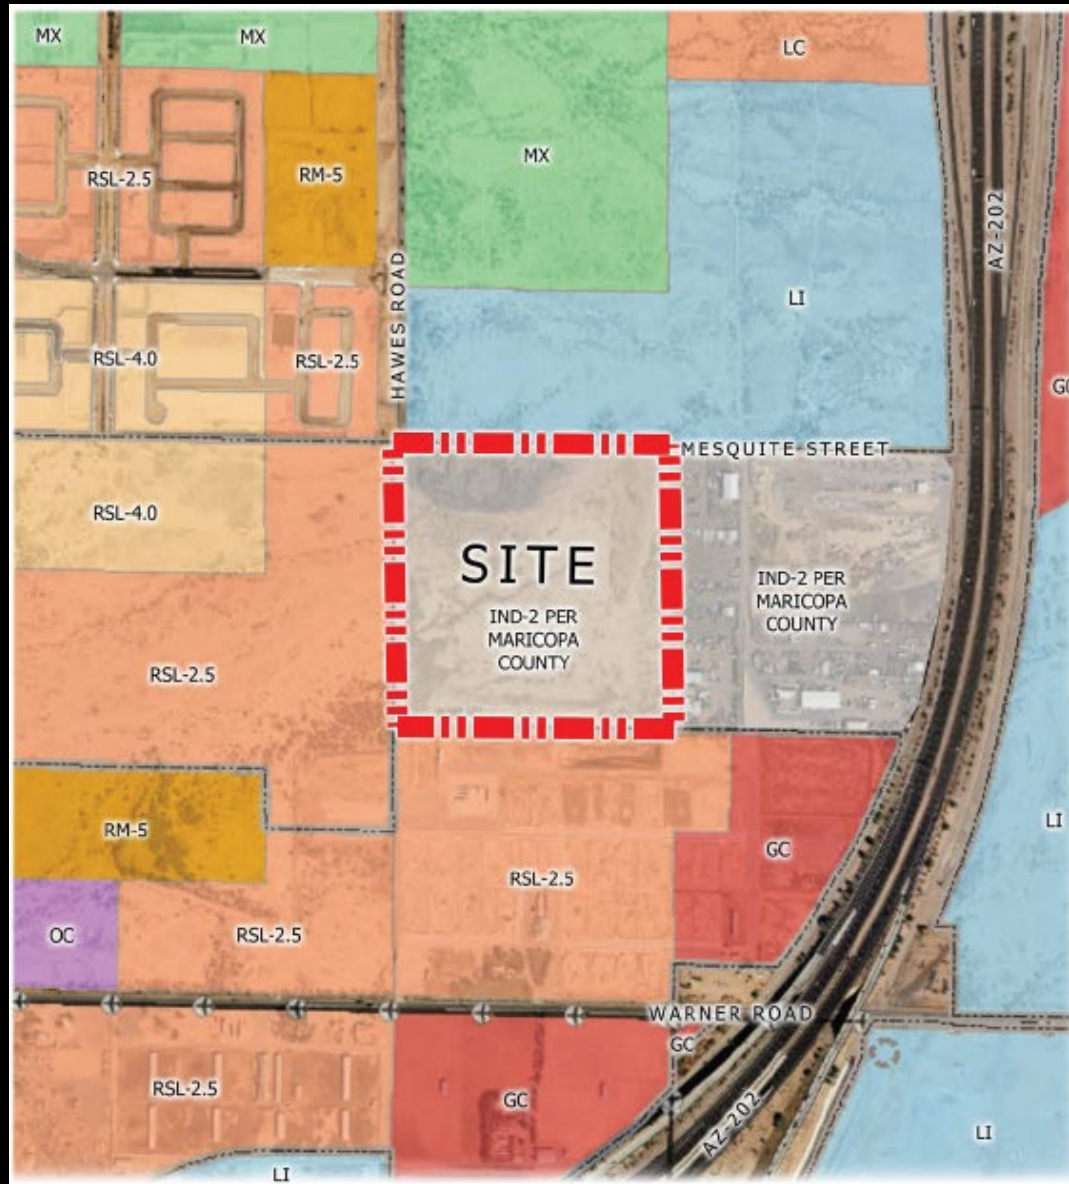 MX
MX
LC
MX
RSL-2.5
RM-5
AZ-202
LI
HAWES ROAD
RSL-4.0
RSL-2.5
MESQUITE STREET
RSL-4.0
SITE
IND-2 PER
MARICOPA
COUNTY
IND-2 PER
MARICOPA
COUNTY
RSL-2.5
RM-5
LI
GC
RSL-2.5
OC
RSL-2.5
WARNER ROAD
GC
RSL-2.5
GC
AZ-202
LI
LI